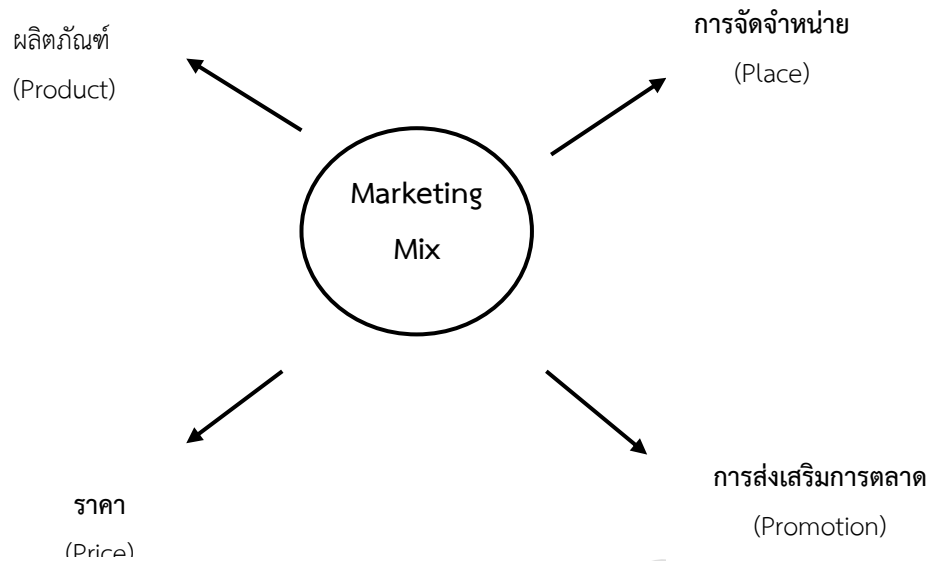 ผลิตภัณฑ์
(Product)
การจัดจำหน่าย
(Place)
Marketing
Mix
ราคา
(Price)
การส่งเสริมการตลาด
(Promotion)